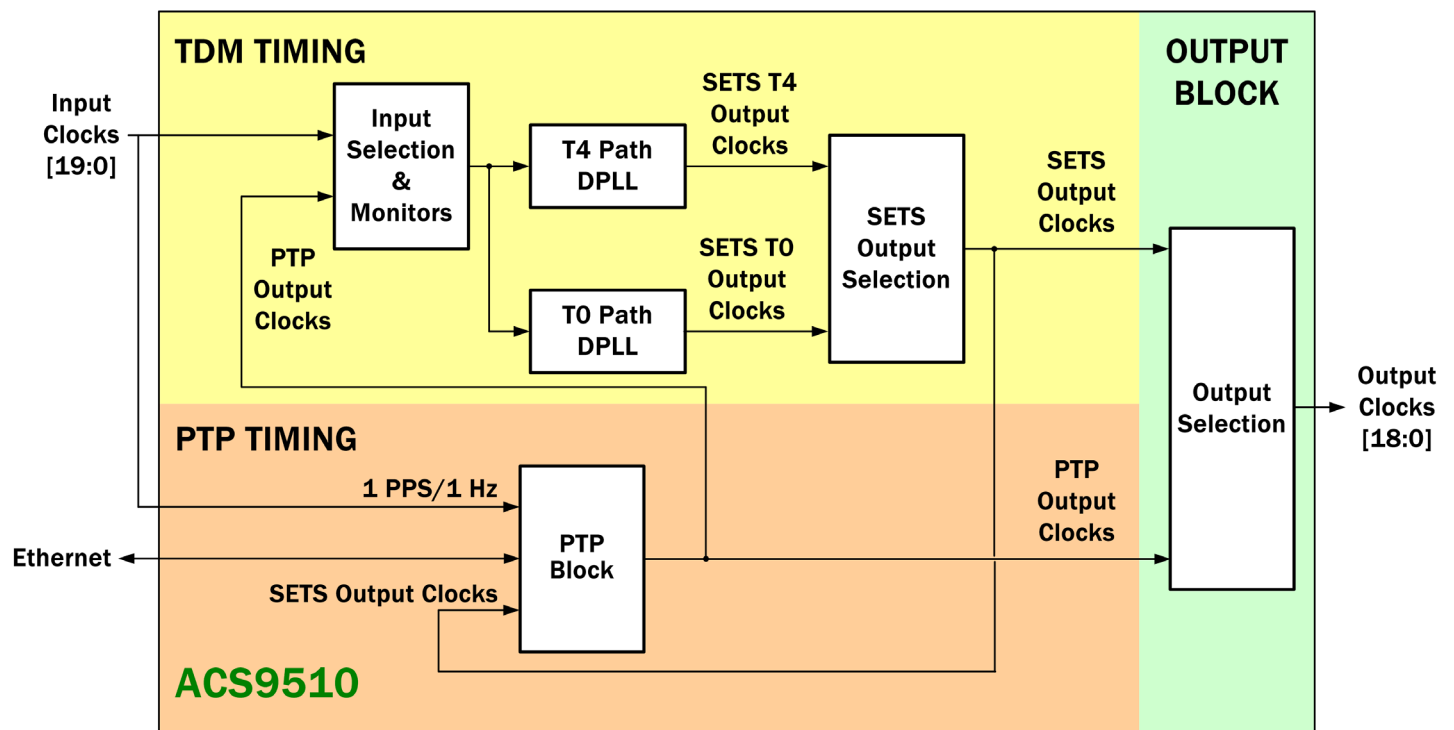 TDM TIMING
OUTPUT
BLOCK
Input
Clocks
[19:0]
Input
Selection
&
Monitors
T4 Path
DPLL
SETS T4
Output
Clocks
SETS
Output
Selection
SETS
Output
Clocks
PTP
Output
Clocks
T0 Path
DPLL
SETS T0
Output
Clocks
Output
Selection
Output
Clocks
[18:0]
PTP TIMING
1 PPS/1 Hz
Ethernet
SETS Output Clocks
PTP
Block
PTP
Output
Clocks
ACS9510